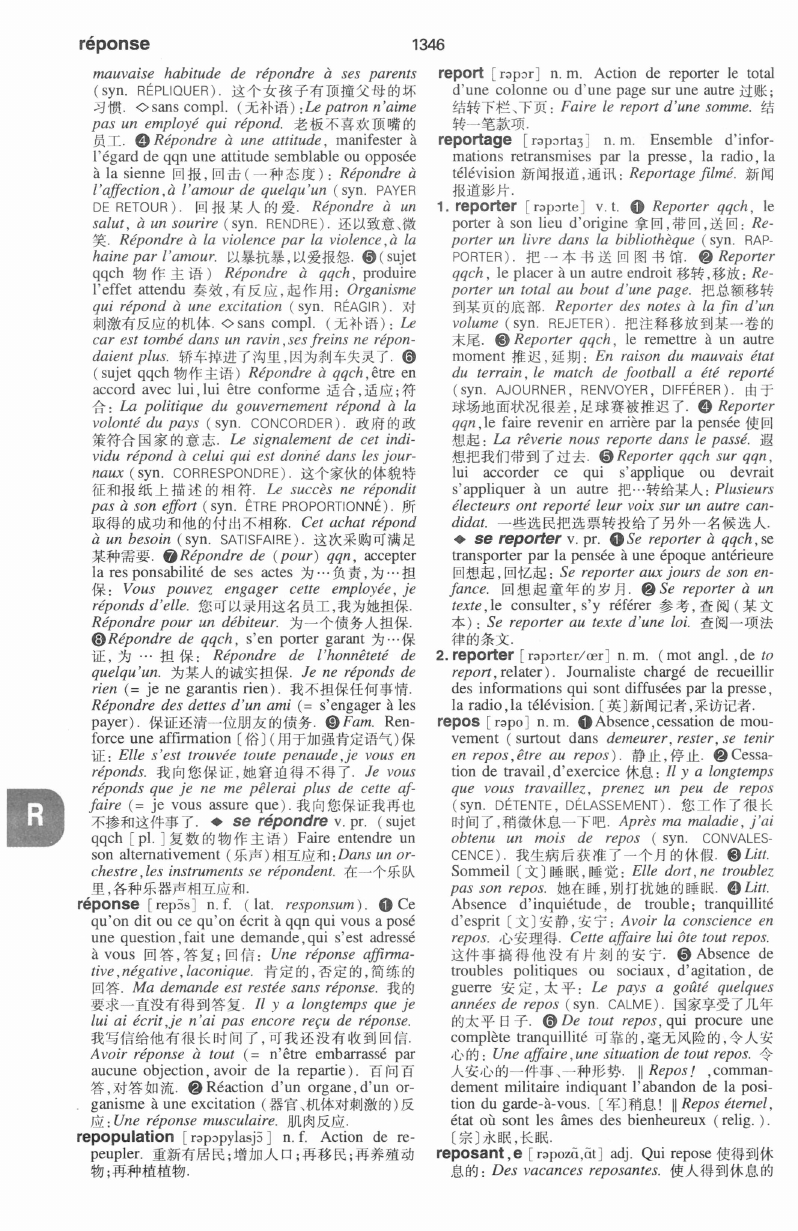 réponse
1346
mauvaise habitude de répondre à ses parents
(syn. RÉPLIQUER). 这个女孩子有顶撞父母的坏
习惯. ◇sans compl. (无补语):Le patron n'aime
pas un employé qui répond. 老板不喜欢顶嘴的
员工. ❹ Répondre à une attitude, manifester à
l'égard de qqn une attitude semblable ou opposée
à la sienne 回报,回击(一种态度): Répondre à
l'affection,à l'amour de quelqu'un (syn. PAYER
DE RETOUR). 回报某人的爱. Répondre à un
salut, à un sourire (syn. RENDRE). 还以致意、微
笑. Répondre à la violence par la violence,à la
haine par l'amour. 以暴抗暴,以爱报怨. ❺(sujet
qqch 物作主语) Répondre à qqch, produire
l'effet attendu 奏效,有反应,起作用: Organisme
qui répond à une excitation (syn. RÉAGIR). 对
刺激有反应的机体. ◇sans compl. (无补语): Le
car est tombé dans un ravin,ses freins ne répon-
daient plus. 轿车掉进了沟里,因为刹车失灵了. ❻
(sujet qqch 物作主语) Répondre à qqch,être en
accord avec lui,lui être conforme 适合,适应;符
合: La politique du gouvernement répond à la
volonté du pays (syn. CONCORDER). 政府的政
策符合国家的意志. Le signalement de cet indi-
vidu répond à celui qui est donné dans les jour-
naux (syn. CORRESPONDRE). 这个家伙的体貌特
征和报纸上描述的相符. Le succès ne répondit
pas à son effort (syn. ÊTRE PROPORTIONNÉ). 所
取得的成功和他的付出不相称. Cet achat répond
à un besoin (syn. SATISFAIRE). 这次采购可满足
某种需要. ❼Répondre de (pour) qqn, accepter
la res ponsabilité de ses actes 为…负责,为…担
保: Vous pouvez engager cette employée, je
réponds d'elle. 您可以录用这名员工,我为她担保.
Répondre pour un débiteur. 为一个债务人担保.
❽Répondre de qqch, s'en porter garant 为…保
证, 为 … 担保: Répondre de l'honnêteté de
quelqu'un. 为某人的诚实担保. Je ne réponds de
rien (= je ne garantis rien). 我不担保任何事情.
Répondre des dettes d'un ami (= s'engager à les
payer). 保证还清一位朋友的债务. ❾Fam. Ren-
force une affirmation [俗](用于加强肯定语气)保
证: Elle s'est trouvée toute penaude,je vous en
réponds. 我向您保证,她窘迫得不得了. Je vous
réponds que je ne me pêlerai plus de cette af-
faire (= je vous assure que). 我向您保证我再也
不掺和这件事了. ◆ se répondre v. pr. (sujet
qqch [pl.]复数的物作主语) Faire entendre un
son alternativement (乐声)相互应和:Dans un or-
chestre,les instruments se répondent. 在一个乐队
里,各种乐器声相互应和.
réponse [repɔ̃s] n. f. (lat. responsum). ❶ Ce
qu'on dit ou ce qu'on écrit à qqn qui vous a posé
une question,fait une demande,qui s'est adressé
à vous 回答,答复;回信: Une réponse affirma-
tive,négative,laconique. 肯定的,否定的,简练的
回答. Ma demande est restée sans réponse. 我的
要求一直没有得到答复. Il y a longtemps que je
lui ai écrit,je n'ai pas encore reçu de réponse.
我写信给他有很长时间了,可我还没有收到回信.
Avoir réponse à tout (= n'être embarrassé par
aucune objection,avoir de la repartie). 百问百
答,对答如流. ❷Réaction d'un organe,d'un or-
ganisme à une excitation (器官、机体对刺激的)反
应:Une réponse musculaire. 肌肉反应.
repopulation [rəpɔpylasjɔ̃] n. f. Action de re-
peupler. 重新有居民;增加人口;再移民;再养殖动
物;再种植植物.
R
report [rəpɔr] n. m. Action de reporter le total
d'une colonne ou d'une page sur une autre 过账;
结转下栏、下页: Faire le report d'une somme. 结
转一笔款项.
reportage [rəpɔrtaʒ] n. m. Ensemble d'infor-
mations retransmises par la presse, la radio, la
télévision 新闻报道,通讯: Reportage filmé. 新闻
报道影片.
1. reporter [rəpɔrte] v. t. ❶ Reporter qqch, le
porter à son lieu d'origine 拿回,带回,送回: Re-
porter un livre dans la bibliothèque (syn. RAP-
PORTER). 把一本书送回图书馆. ❷ Reporter
qqch, le placer à un autre endroit 移转,移放: Re-
porter un total au bout d'une page. 把总额移转
到某页的底部. Reporter des notes à la fin d'un
volume (syn. REJETER). 把注释移放到某一卷的
末尾. ❸Reporter qqch, le remettre à un autre
moment 推迟,延期: En raison du mauvais état
du terrain, le match de football a été reporté
(syn. AJOURNER, RENVOYER, DIFFÉRER). 由于
球场地面状况很差,足球赛被推迟了. ❹ Reporter
qqn,le faire revenir en arrière par la pensée 使回
想起: La rêverie nous reporte dans le passé. 遐
想把我们带到了过去. ❺Reporter qqch sur qqn,
lui accorder ce qui s'applique ou devrait
s'appliquer à un autre 把…转给某人: Plusieurs
électeurs ont reporté leur voix sur un autre can-
didat. 一些选民把选票转投给了另外一名候选人.
◆ se reporter v. pr. ❶Se reporter à qqch,se
transporter par la pensée à une époque antérieure
回想起,回忆起: Se reporter aux jours de son en-
fance. 回想起童年的岁月. ❷Se reporter à un
texte,le consulter, s'y référer 参考,查阅(某文
本): Se reporter au texte d'une loi. 查阅一项法
律的条文.
2. reporter [rəpɔrtɛr/œr] n. m. (mot angl. ,de to
report,relater). Journaliste chargé de recueillir
des informations qui sont diffusées par la presse,
la radio,la télévision. [英]新闻记者,采访记者.
repos [rəpo] n. m. ❶Absence,cessation de mou-
vement (surtout dans demeurer, rester, se tenir
en repos,être au repos). 静止,停止. ❷Cessa-
tion de travail,d'exercice 休息: Il y a longtemps
que vous travaillez, prenez un peu de repos
(syn. DÉTENTE, DÉLASSEMENT). 您工作了很长
时间了,稍微休息一下吧. Après ma maladie, j'ai
obtenu un mois de repos (syn. CONVALES-
CENCE). 我生病后获准了一个月的休假. ❸Litt.
Sommeil [文]睡眠,睡觉: Elle dort,ne troublez
pas son repos. 她在睡,别打扰她的睡眠. ❹Litt.
Absence d'inquiétude, de trouble; tranquillité
d'esprit [文]安静,安宁: Avoir la conscience en
repos. 心安理得. Cette affaire lui ôte tout repos.
这件事搞得他没有片刻的安宁. ❺Absence de
troubles politiques ou sociaux, d'agitation, de
guerre 安定,太平: Le pays a goûté quelques
années de repos (syn. CALME). 国家享受了几年
的太平日子. ❻De tout repos, qui procure une
complète tranquillité 可靠的,毫无风险的,令人安
心的: Une affaire,une situation de tout repos. 令
人安心的一件事、一种形势. ‖Repos! ,comman-
dement militaire indiquant l'abandon de la posi-
tion du garde-à-vous. [军]稍息! ‖Repos éternel,
état où sont les âmes des bienheureux (relig.).
[宗]永眠,长眠.
reposant,e [rəpozɑ̃,ɑ̃t] adj. Qui repose 使得到休
息的: Des vacances reposantes. 使人得到休息的